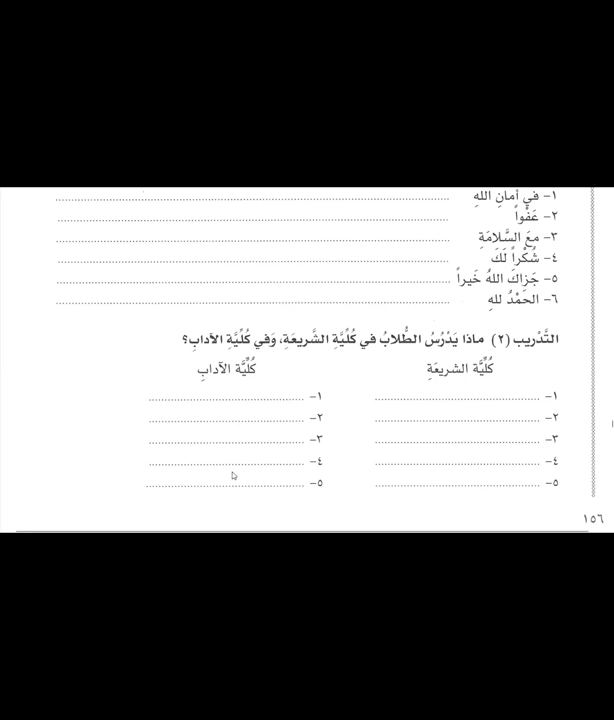 ١- في أمانِ اللهِ
٢- عَفْواً
٣- معَ السَّلامَةِ
٤- شُكْراً لَكَ
٥- جَزاكَ اللهُ خَيراً
٦- الحَمْدُ للهِ
التَّدْريب (٢) ماذا يَدْرُسُ الطُّلابُ في كُلِّيَّةِ الشَّريعَةِ، وَفي كُلِّيَّةِ الآدابِ؟
كُلِّيَّة الشريعَةِ كُلِّيَّة الآدابِ
١- ١-
٢- ٢-
٣- ٣-
٤- ٤-
٥- ٥-
١٥٦